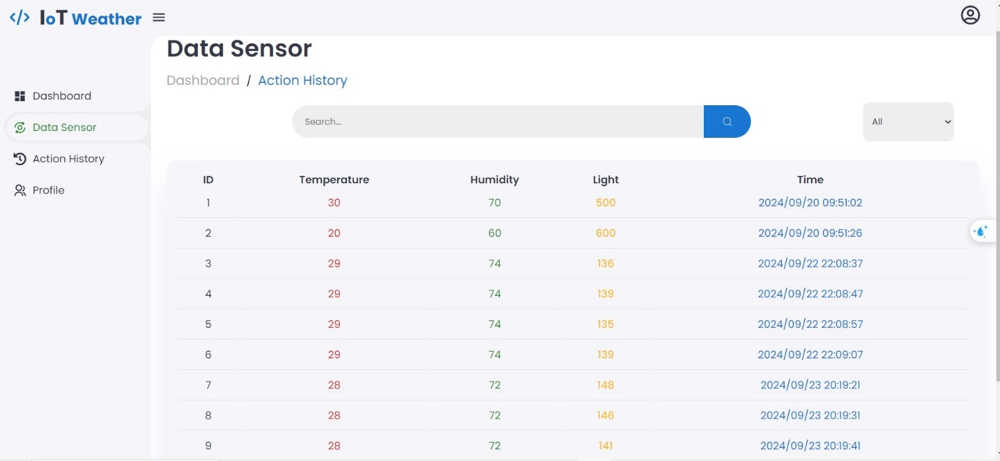 </> IoT Weather
Data Sensor
Dashboard / Action History
Dashboard
Data Sensor
Action History
Profile
Search...
All
ID Temperature Humidity Light Time
1 30 70 500 2024/09/20 09:51:02
2 20 60 600 2024/09/20 09:51:26
3 29 74 136 2024/09/22 22:08:37
4 29 74 139 2024/09/22 22:08:47
5 29 74 135 2024/09/22 22:08:57
6 29 74 139 2024/09/22 22:09:07
7 28 72 148 2024/09/23 20:19:21
8 28 72 146 2024/09/23 20:19:31
9 28 72 141 2024/09/23 20:19:41